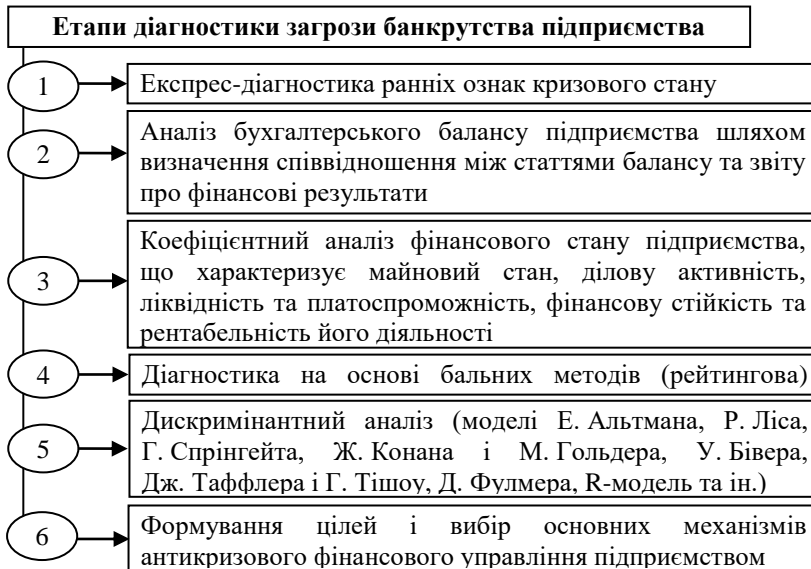 Етапи діагностики загрози банкрутства підприємства
1
Експрес-діагностика ранніх ознак кризового стану
2
Аналіз бухгалтерського балансу підприємства шляхом
визначення співвідношення між статтями балансу та звіту
про фінансові результати
3
Коефіцієнтний аналіз фінансового стану підприємства,
що характеризує майновий стан, ділову активність,
ліквідність та платоспроможність, фінансову стійкість та
рентабельність його діяльності
4
Діагностика на основі бальних методів (рейтингова)
5
Дискримінантний аналіз (моделі Е. Альтмана, Р. Ліса,
Г. Спрінгейта, Ж. Конана і М. Гольдера, У. Бівера,
Дж. Таффлера і Г. Тішоу, Д. Фулмера, R-модель та ін.)
6
Формування цілей і вибір основних механізмів
антикризового фінансового управління підприємством